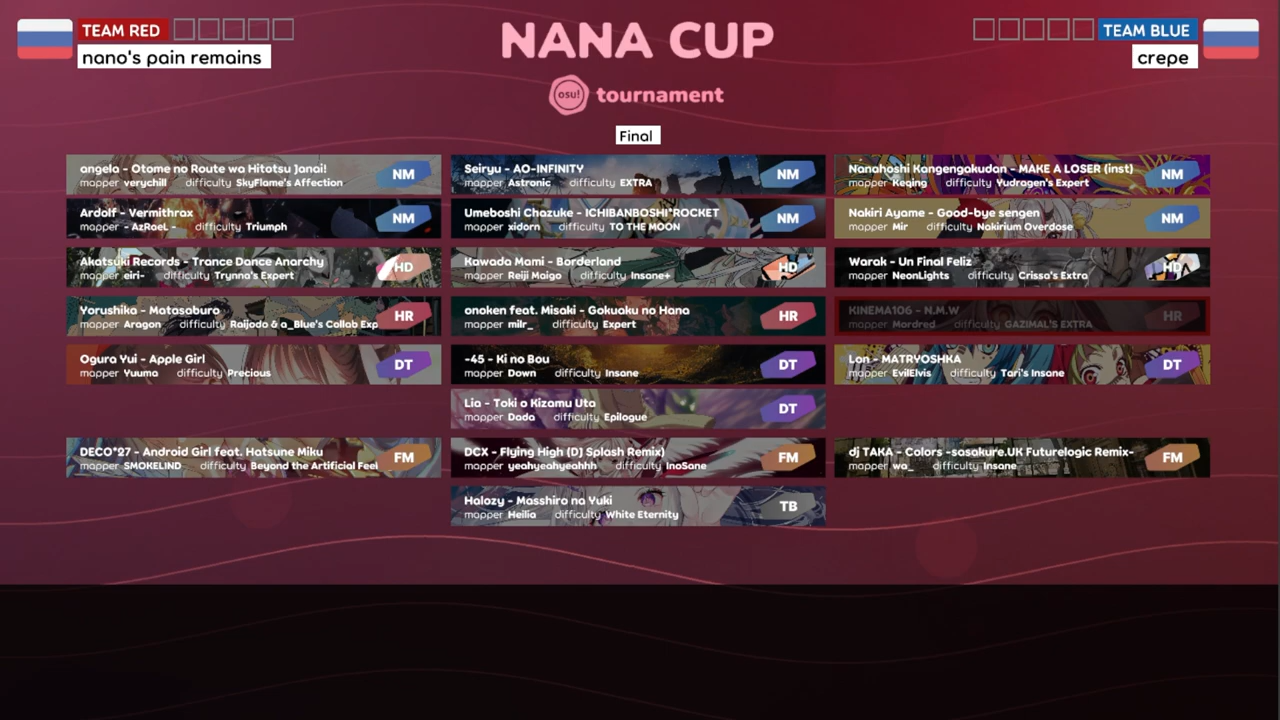 TEAM RED
nano's pain remains
NANA CUP
osu! tournament
TEAM BLUE
crepe
Final
angela - Otome no Route wa Hitotsu Janai!
mapper verychill difficulty SkyFlame's Affection
NM
Seiryu - AO-INFINITY
mapper Astronic difficulty EXTRA
NM
Nanahoshi Kangengakudan - MAKE A LOSER (inst)
mapper Keqing difficulty Yudragen's Expert
NM
Ardolf - Vermithrax
mapper - AzRaeL - difficulty Triumph
NM
Umeboshi Chazuke - ICHIBANBOSHI*ROCKET
mapper xidorn difficulty TO THE MOON
NM
Nakiri Ayame - Good-bye sengen
mapper Mir difficulty Nakirium Overdose
NM
Akatsuki Records - Trance Dance Anarchy
mapper eiri- difficulty Trynna's Expert
HD
Kawada Mami - Borderland
mapper Reiji Maigo difficulty Insane+
HD
Warak - Un Final Feliz
mapper NeonLights difficulty Crissa's Extra
HD
Yorushika - Matasaburo
mapper Aragon difficulty Raijodo & a_Blue's Collab Exp
HR
onoken feat. Misaki - Gokuaku no Hana
mapper milr_ difficulty Expert
HR
KINEMA106 - N.M.W
mapper Mordred difficulty GAZIMAL'S EXTRA
HR
Ogura Yui - Apple Girl
mapper Yuuma difficulty Precious
DT
-45 - Ki no Bou
mapper Down difficulty Insane
DT
Lon - MATRYOSHKA
mapper EvilElvis difficulty Tari's Insane
DT
Lia - Toki o Kizamu Uta
mapper Dada difficulty Epilogue
DT
DECO*27 - Android Girl feat. Hatsune Miku
mapper SMOKELIND difficulty Beyond the Artificial Feel
FM
DCX - Flying High (DJ Splash Remix)
mapper yeahyeahyeahhh difficulty InaSane
FM
dj TAKA - Colors -sasakure.UK Futurelogic Remix-
mapper wa_ difficulty Insane
FM
Halozy - Masshiro na Yuki
mapper Heilia difficulty White Eternity
TB